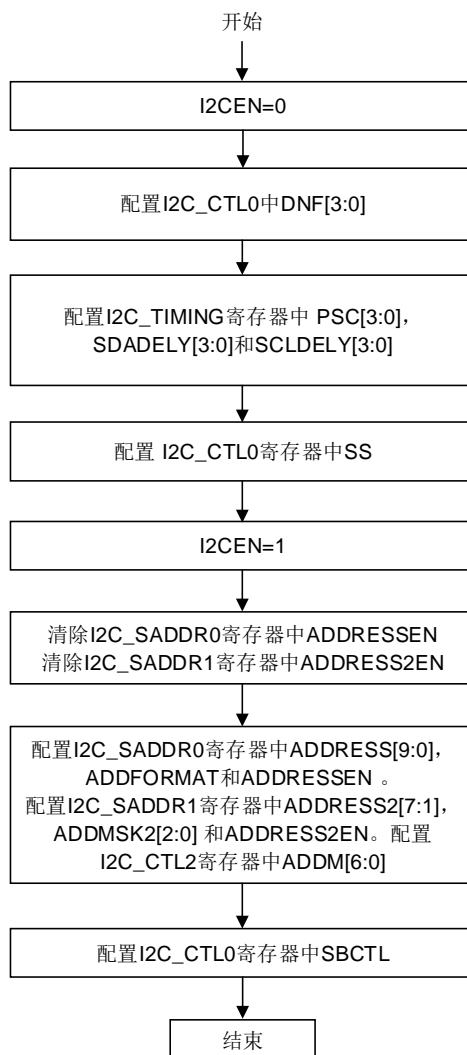 开始
I2CEN=0
配置I2C_CTL0中DNF[3:0]
配置I2C_TIMING寄存器中 PSC[3:0]，
SDADELY[3:0]和SCLDELY[3:0]
配置 I2C_CTL0寄存器中SS
I2CEN=1
清除I2C_SADDR0寄存器中ADDRESSEN
清除I2C_SADDR1寄存器中ADDRESS2EN
配置I2C_SADDR0寄存器中ADDRESS[9:0]，
ADDFORMAT和ADDRESSEN 。
配置I2C_SADDR1寄存器中ADDRESS2[7:1]，
ADDMSK2[2:0] 和ADDRESS2EN。配置
I2C_CTL2寄存器中ADDM[6:0]
配置I2C_CTL0寄存器中SBCTL
结束